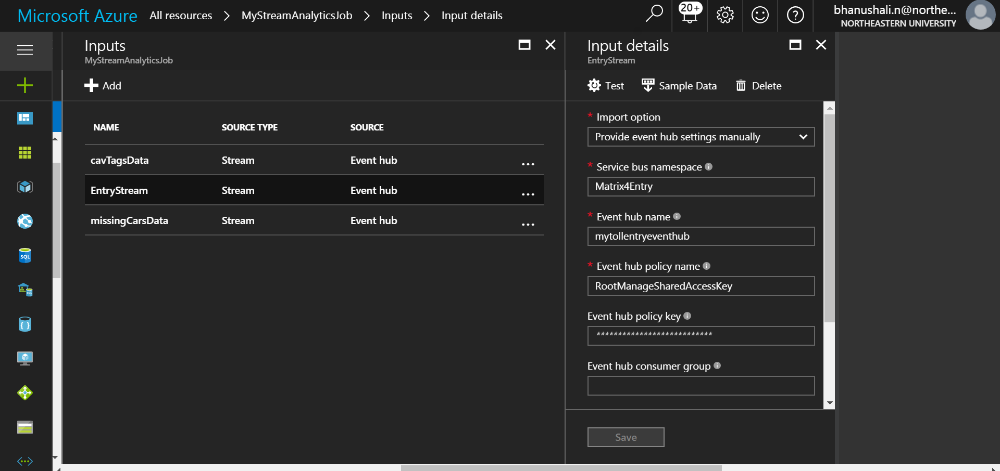 Microsoft Azure All resources > MyStreamAnalyticsJob > Inputs > Input details
20+
bhanushali.n@northe...
NORTHEASTERN UNIVERSITY
Inputs
MyStreamAnalyticsJob
Add
NAME SOURCE TYPE SOURCE
cavTagsData Stream Event hub ...
EntryStream Stream Event hub ...
missingCarsData Stream Event hub ...
Input details
EntryStream
Test Sample Data Delete
* Import option
Provide event hub settings manually
* Service bus namespace
Matrix4Entry
* Event hub name
mytollentryeventhub
* Event hub policy name
RootManageSharedAccessKey
Event hub policy key
***************************
Event hub consumer group
Save
SQL
SQL